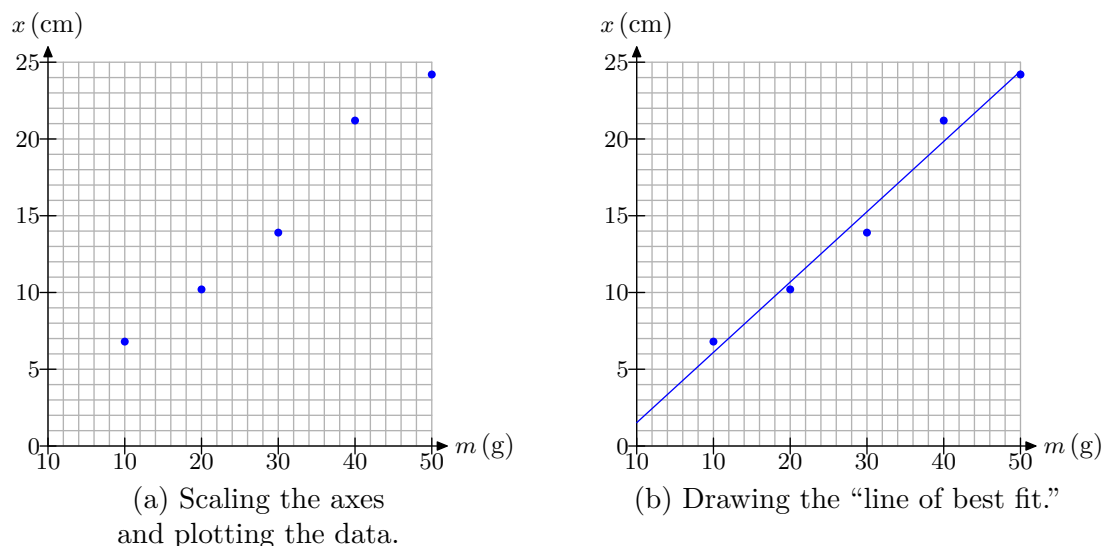 x (cm)
25
20
15
10
5
0
10 10 20 30 40 50
m (g)
(a) Scaling the axes
and plotting the data.
x (cm)
25
20
15
10
5
0
10 10 20 30 40 50
m (g)
(b) Drawing the “line of best fit.”